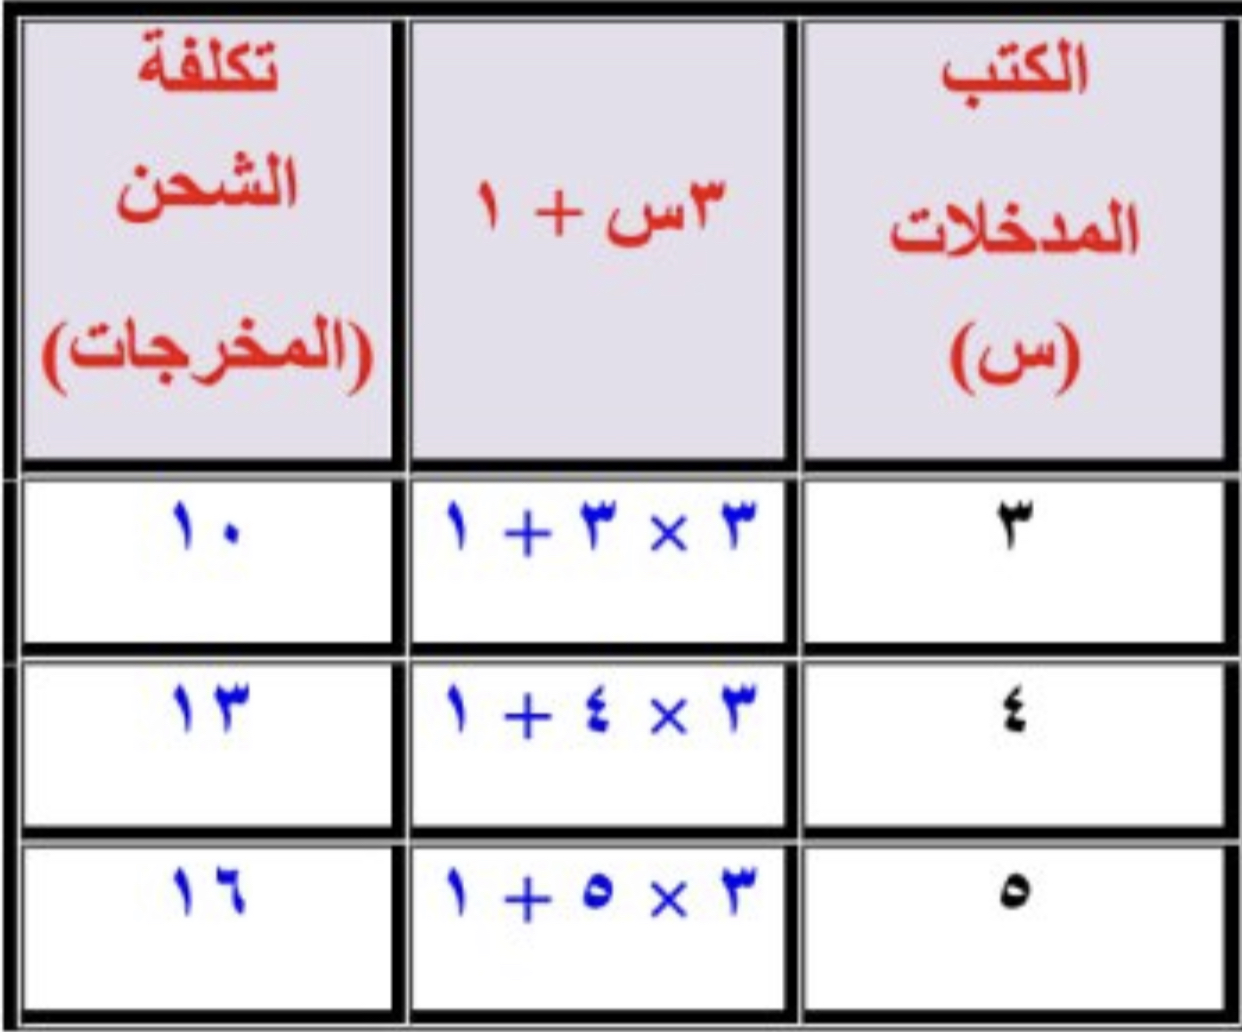 الكتب
المدخلات
(س)
٣س + ١
تكلفة
الشحن
(المخرجات)
٣
٣ × ٣ + ١
١٠
٤
٣ × ٤ + ١
١٣
٥
٣ × ٥ + ١
١٦